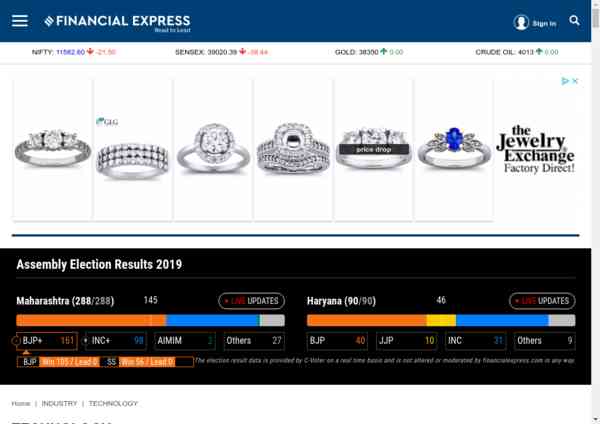 FINANCIAL EXPRESS
Read to Lead
Sign in
NIFTY: 11582.60 -21.50
SENSEX: 39020.39 -38.44
GOLD: 38350 0.00
CRUDE OIL: 4013 0.00
GLG
price drop
the
Jewelry
Exchange
Factory Direct!
Assembly Election Results 2019
Maharashtra (288/288) 145 LIVE UPDATES
Haryana (90/90) 46 LIVE UPDATES
BJP+ 161 INC+ 98 AIMIM 2 Others 27
BJP 40 JJP 10 INC 31 Others 9
BJP Win 105 / Lead 0 SS Win 56 / Lead 0
The election result data is provided by C-Voter on a real time basis and is not altered or moderated by financialexpress.com in any way.
Home | INDUSTRY | TECHNOLOGY